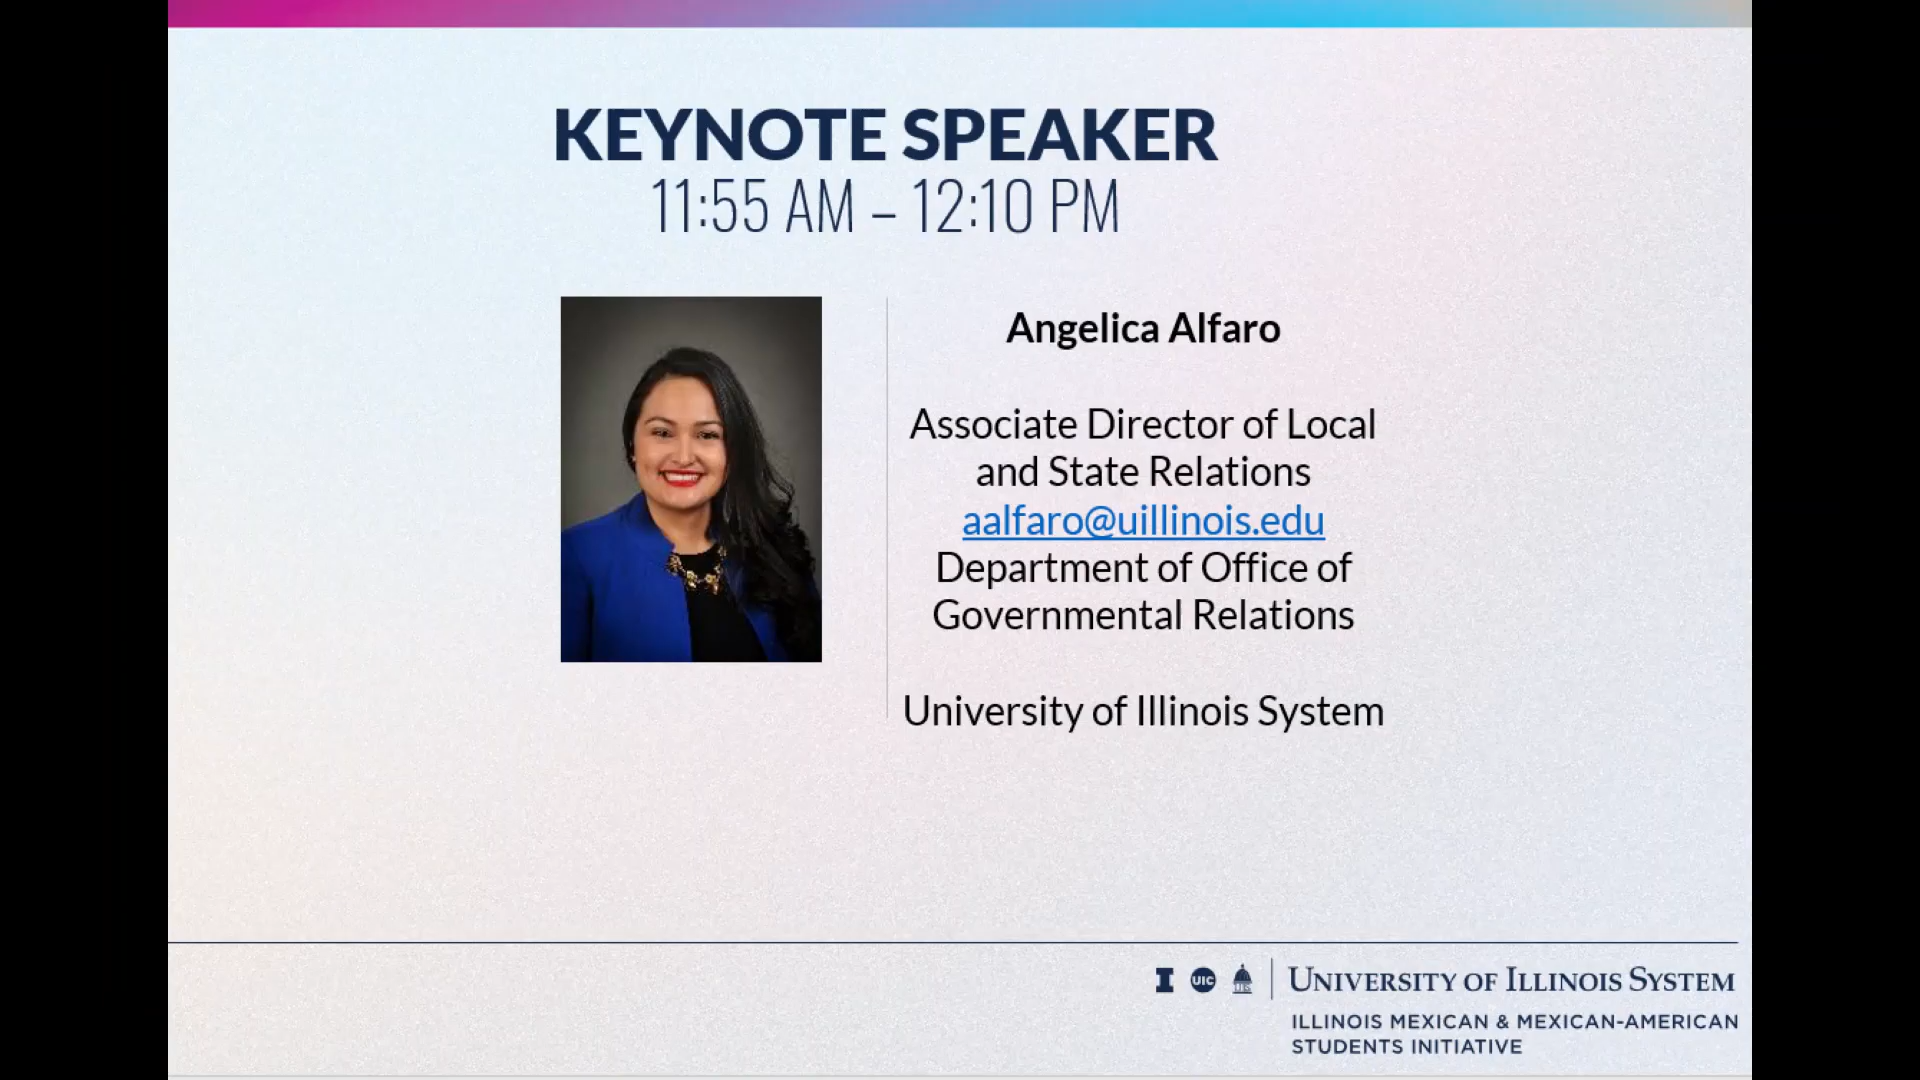 KEYNOTE SPEAKER
11:55 AM – 12:10 PM
Angelica Alfaro
Associate Director of Local
and State Relations
aalfaro@uillinois.edu
Department of Office of
Governmental Relations
University of Illinois System
I UIC UIS UNIVERSITY OF ILLINOIS SYSTEM
ILLINOIS MEXICAN & MEXICAN-AMERICAN
STUDENTS INITIATIVE